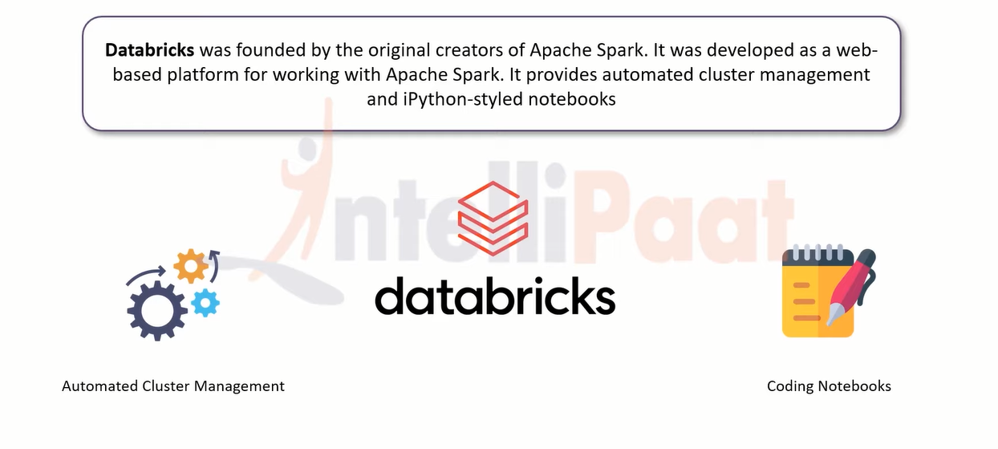 Databricks was founded by the original creators of Apache Spark. It was developed as a web-
based platform for working with Apache Spark. It provides automated cluster management
and iPython-styled notebooks
IntelliPaat
databricks
Automated Cluster Management
Coding Notebooks